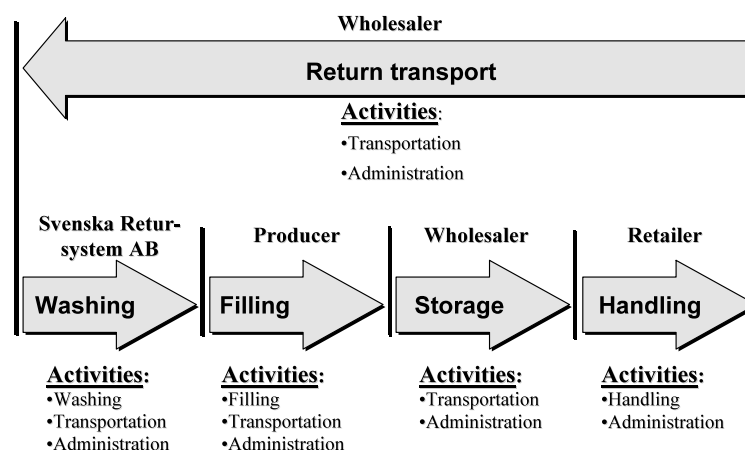 Wholesaler
Return transport
Activities:
•Transportation
•Administration
Svenska Retur-
system AB
Washing
Activities:
•Washing
•Transportation
•Administration
Producer
Filling
Activities:
•Filling
•Transportation
•Administration
Wholesaler
Storage
Activities:
•Transportation
•Administration
Retailer
Handling
Activities:
•Handling
•Administration